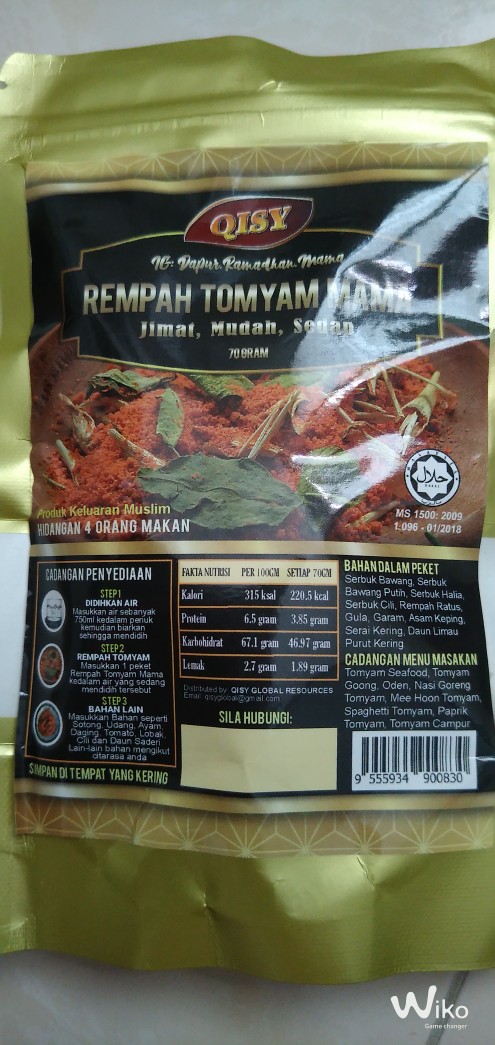 QISY
IG: Dapur.Ramadhan.Mama
REMPAH TOMYAM MAMA
Jimat, Mudah, Sedap
70 GRAM
حلال
HALAL
MS 1500: 2009
1.096 - 01/2018
Produk Keluaran Muslim
HIDANGAN 4 ORANG MAKAN
CADANGAN PENYEDIAAN
STEP 1
DIDIHKAN AIR
Masukkan air sebanyak
750ml kedalam periuk
kemudian biarkan
sehingga mendidih
STEP 2
REMPAH TOMYAM
Masukkan 1 peket
Rempah Tomyam Mama
kedalam air yang sedang
mendidih tersebut
STEP 3
BAHAN LAIN
Masukkan Bahan seperti
Sotong, Udang, Ayam,
Daging, Tomato, Lobak,
Cili dan Daun Saderi
Lain-lain bahan mengikut
citarasa anda
SIMPAN DI TEMPAT YANG KERING
FAKTA NUTRISI PER 100GM SETIAP 70GM
Kalori 315 ksal 220.5 kcal
Protein 6.5 gram 3.85 gram
Karbohidrat 67.1 gram 46.97 gram
Lemak 2.7 gram 1.89 gram
Distributed by: QISY GLOBAL RESOURCES
Email: qisyglobal@gmail.com
SILA HUBUNGI:
BAHAN DALAM PEKET
Serbuk Bawang, Serbuk
Bawang Putih, Serbuk Halia,
Serbuk Cili, Rempah Ratus,
Gula, Garam, Asam Keping,
Serai Kering, Daun Limau
Purut Kering
CADANGAN MENU MASAKAN
Tomyam Seafood, Tomyam
Goong, Oden, Nasi Goreng
Tomyam, Mee Hoon Tomyam,
Spaghetti Tomyam, Paprik
Tomyam, Tomyam Campur
9 555934 900830
Wiko
Game changer